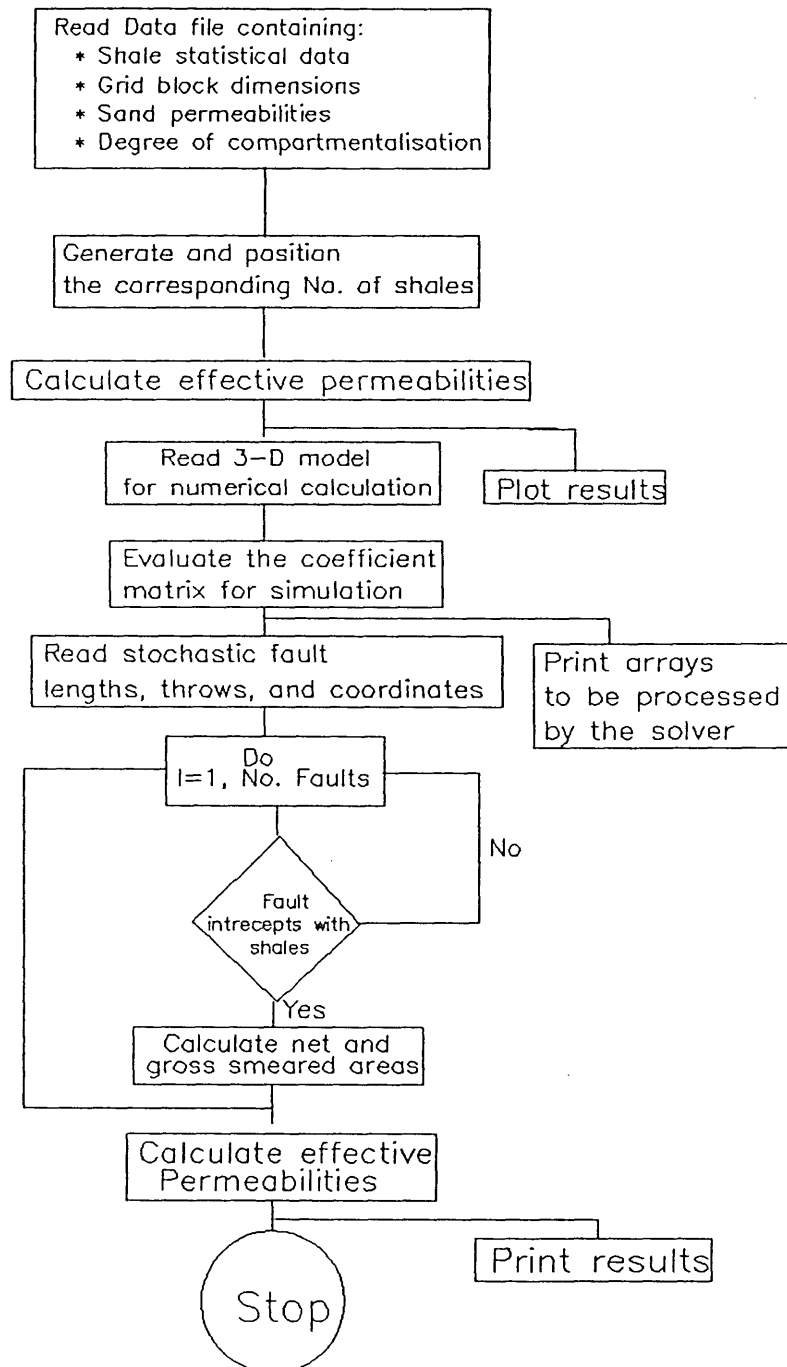 Read Data file containing:
* Shale statistical data
* Grid block dimensions
* Sand permeabilities
* Degree of compartmentalisation
Generate and position
the corresponding No. of shales
Calculate effective permeabilities
Read 3-D model
for numerical calculation
Plot results
Evaluate the coefficient
matrix for simulation
Read stochastic fault
lengths, throws, and coordinates
Print arrays
to be processed
by the solver
Do
I=1, No. Faults
No
Fault
intrecepts with
shales
Yes
Calculate net and
gross smeared areas
Calculate effective
Permeabilities
Print results
Stop